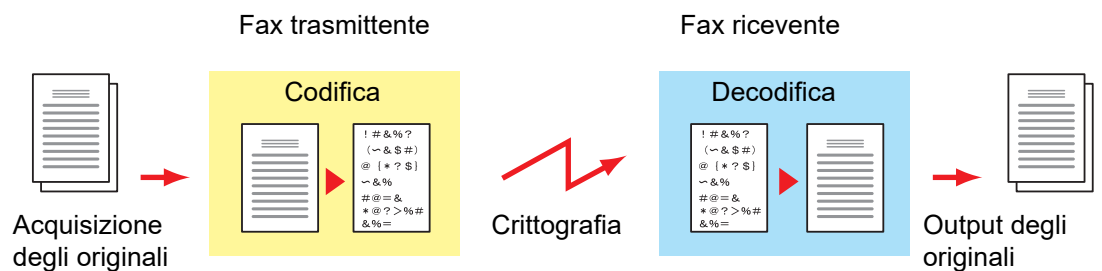 Fax trasmittente
Fax ricevente
Codifica
Decodifica
!#&%?
(~&$#)
@{*?$}
~&%
#@=&
*@?>%#
&%=
!#&%?
(~&$#)
@{*?$}
~&%
#@=&
*@?>%#
&%=
Acquisizione
degli originali
Crittografia
Output degli
originali